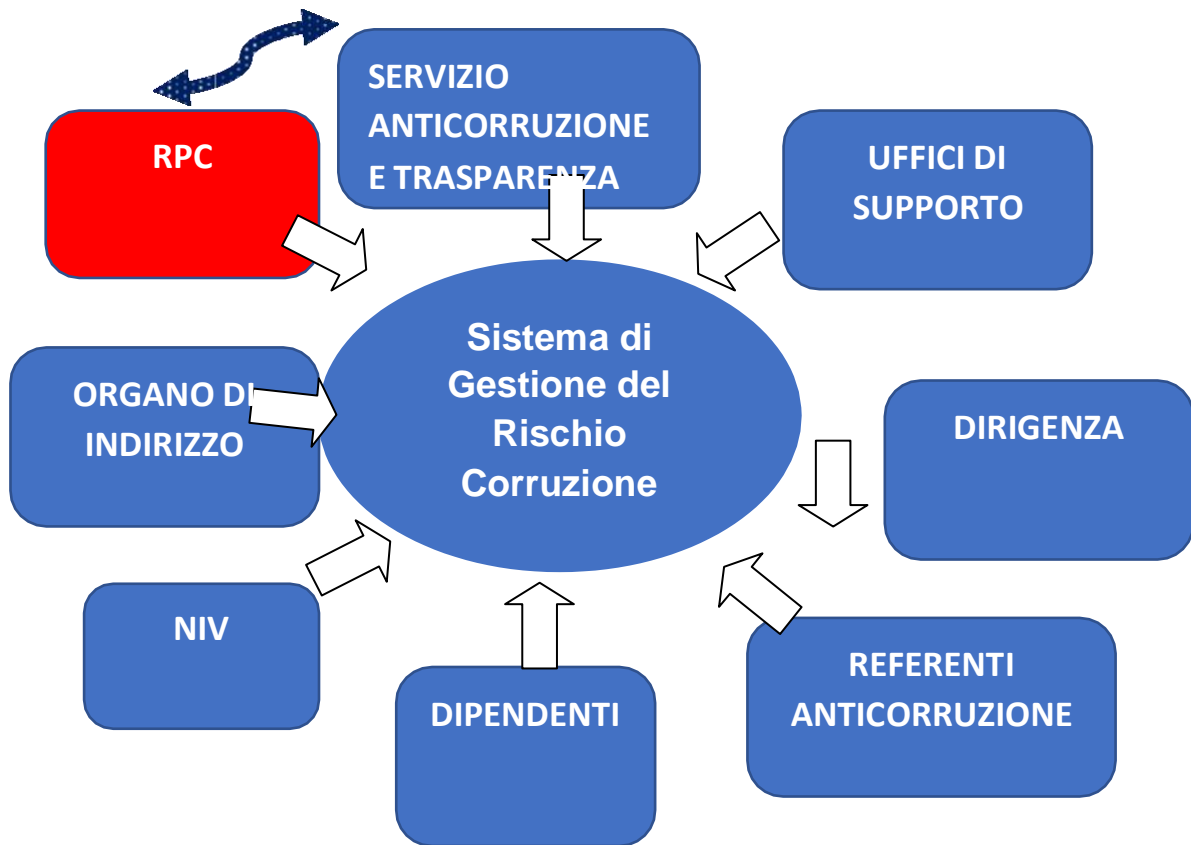 SERVIZIO
ANTICORRUZIONE
E TRASPARENZA
RPC
UFFICI DI
SUPPORTO
Sistema di
Gestione del
Rischio
Corruzione
ORGANO DI
INDIRIZZO
DIRIGENZA
NIV
REFERENTI
ANTICORRUZIONE
DIPENDENTI